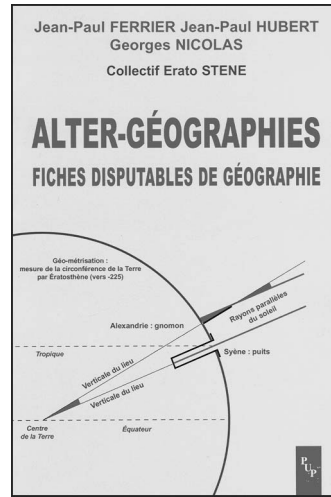 Jean-Paul FERRIER Jean-Paul HUBERT
Georges NICOLAS
Collectif Erato STENE
ALTER-GÉOGRAPHIES
FICHES DISPUTABLES DE GÉOGRAPHIE
Géo-métrisation :
mesure de la circonférence de la Terre
par Ératosthène (vers -225)
Alexandrie : gnomon
Rayons parallèles
du soleil
Tropique
Syène : puits
Verticale du lieu
Verticale du lieu
Centre
de la Terre
Équateur
PUP